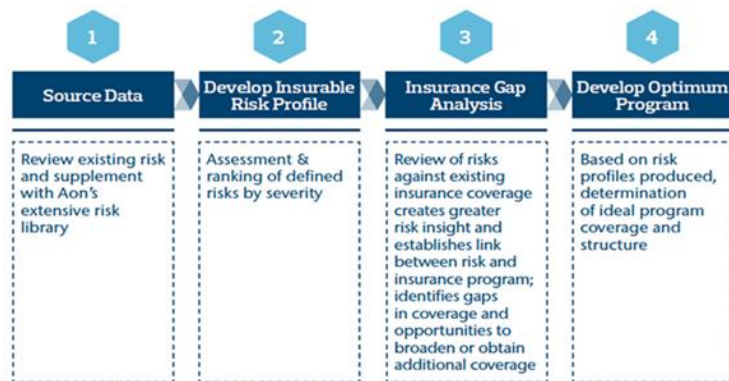 1
Source Data
Review existing risk
and supplement
with Aon's
extensive risk
library
2
Develop Insurable
Risk Profile
Assessment &
ranking of defined
risks by severity
3
Insurance Gap
Analysis
Review of risks
against existing
insurance coverage
creates greater
risk insight and
establishes link
between risk and
insurance program;
identifies gaps
in coverage and
opportunities to
broaden or obtain
additional coverage
4
Develop Optimum
Program
Based on risk
profiles produced,
determination
of ideal program
coverage and
structure